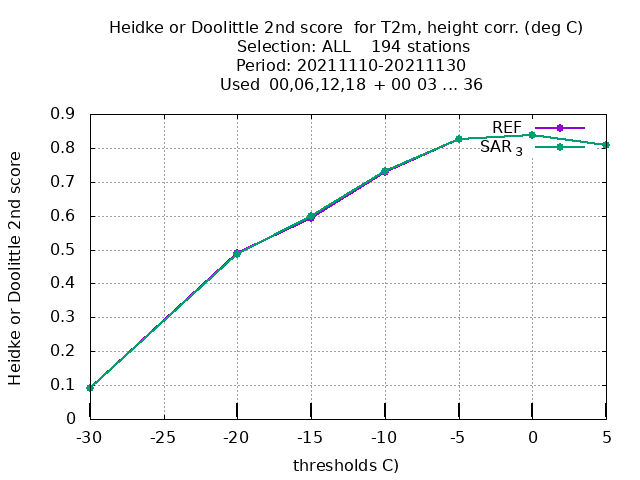 Heidke or Doolittle 2nd score  for T2m, height corr. (deg C)
Selection: ALL    194 stations
Period: 20211110-20211130
Used  00,06,12,18  + 00 03 ... 36
Heidke or Doolittle 2nd score
0.9
0.8
0.7
0.6
0.5
0.4
0.3
0.2
0.1
0
REF
SAR 3
-30 -25 -20 -15 -10 -5 0 5
thresholds C)